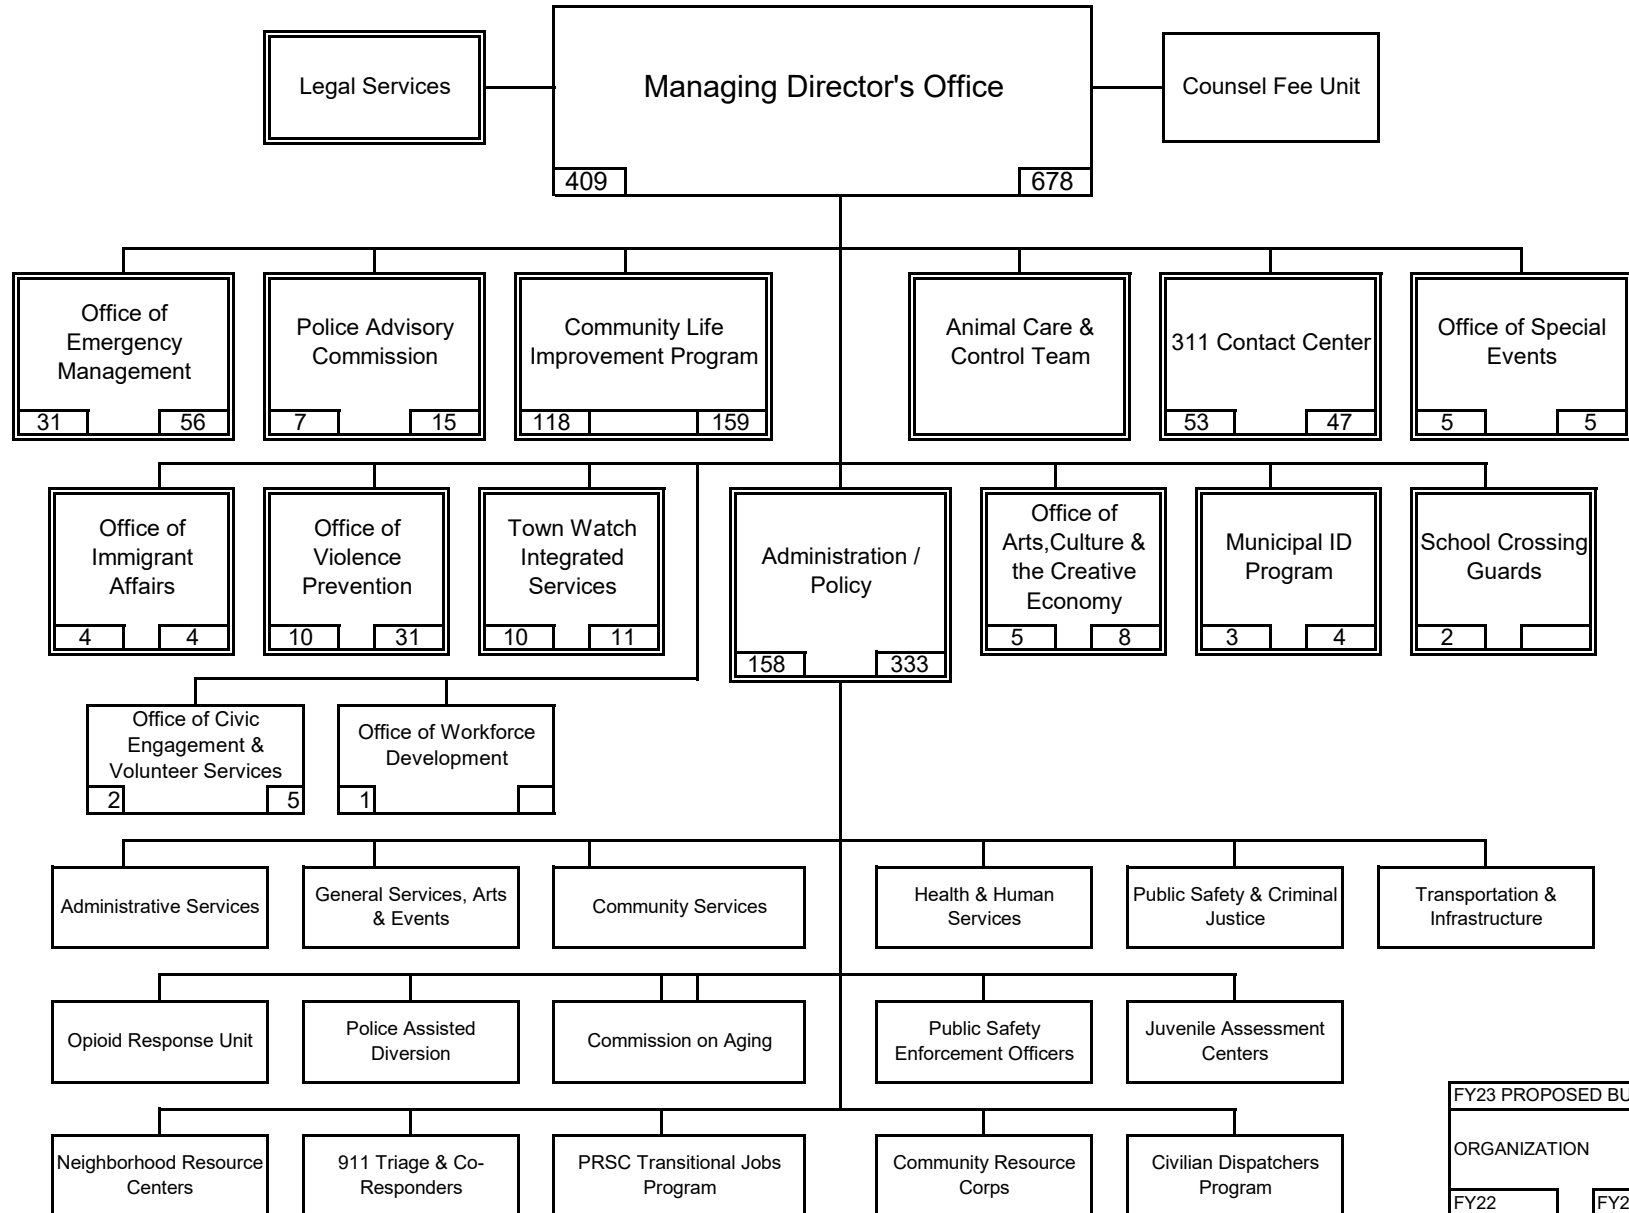 Legal Services
Managing Director's Office
Counsel Fee Unit
409
678
Office of
Emergency
Management
31
56
Police Advisory
Commission
7
15
Community Life
Improvement Program
118
159
Animal Care &
Control Team
311 Contact Center
53
47
Office of Special
Events
5
5
Office of
Immigrant
Affairs
4
4
Office of
Violence
Prevention
10
31
Town Watch
Integrated
Services
10
11
Administration /
Policy
158
333
Office of
Arts,Culture &
the Creative
Economy
5
8
Municipal ID
Program
3
4
School Crossing
Guards
2
Office of Civic
Engagement &
Volunteer Services
2
5
Office of Workforce
Development
1
Administrative Services
General Services, Arts
& Events
Community Services
Health & Human
Services
Public Safety & Criminal
Justice
Transportation &
Infrastructure
Opioid Response Unit
Police Assisted
Diversion
Commission on Aging
Public Safety
Enforcement Officers
Juvenile Assessment
Centers
Neighborhood Resource
Centers
911 Triage & Co-
Responders
PRSC Transitional Jobs
Program
Community Resource
Corps
Civilian Dispatchers
Program
FY23 PROPOSED
ORGANIZATION
FY22